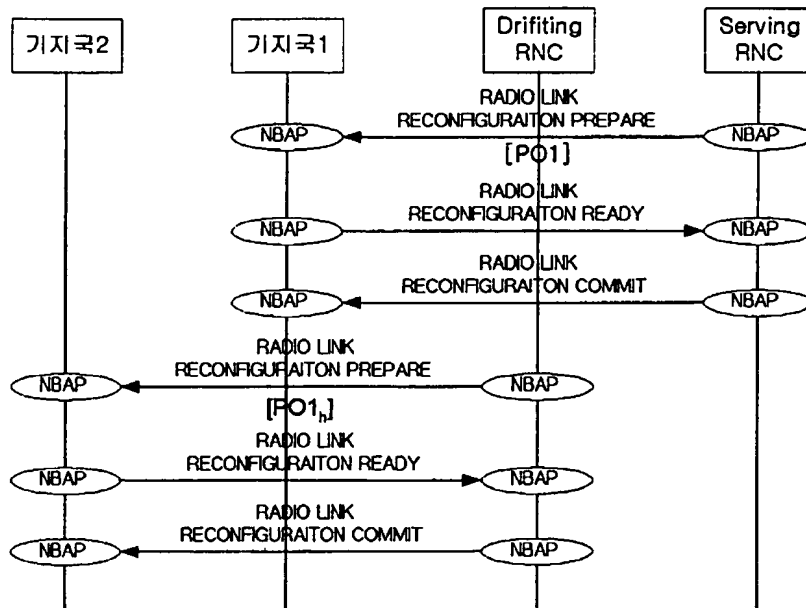 기지국2
기지국1
Drifiting
RNC
Serving
RNC
RADIO LINK
RECONFIGURAITON PREPARE
NBAP
NBAP
[PO1]
RADIO LINK
RECONFIGURAITON READY
NBAP
NBAP
RADIO LINK
RECONFIGURAITON COMMIT
NBAP
NBAP
RADIO LINK
RECONFIGURAITON PREPARE
NBAP
NBAP
[PO1h]
RADIO LINK
RECONFIGURAITON READY
NBAP
NBAP
RADIO LINK
RECONFIGURAITON COMMIT
NBAP
NBAP